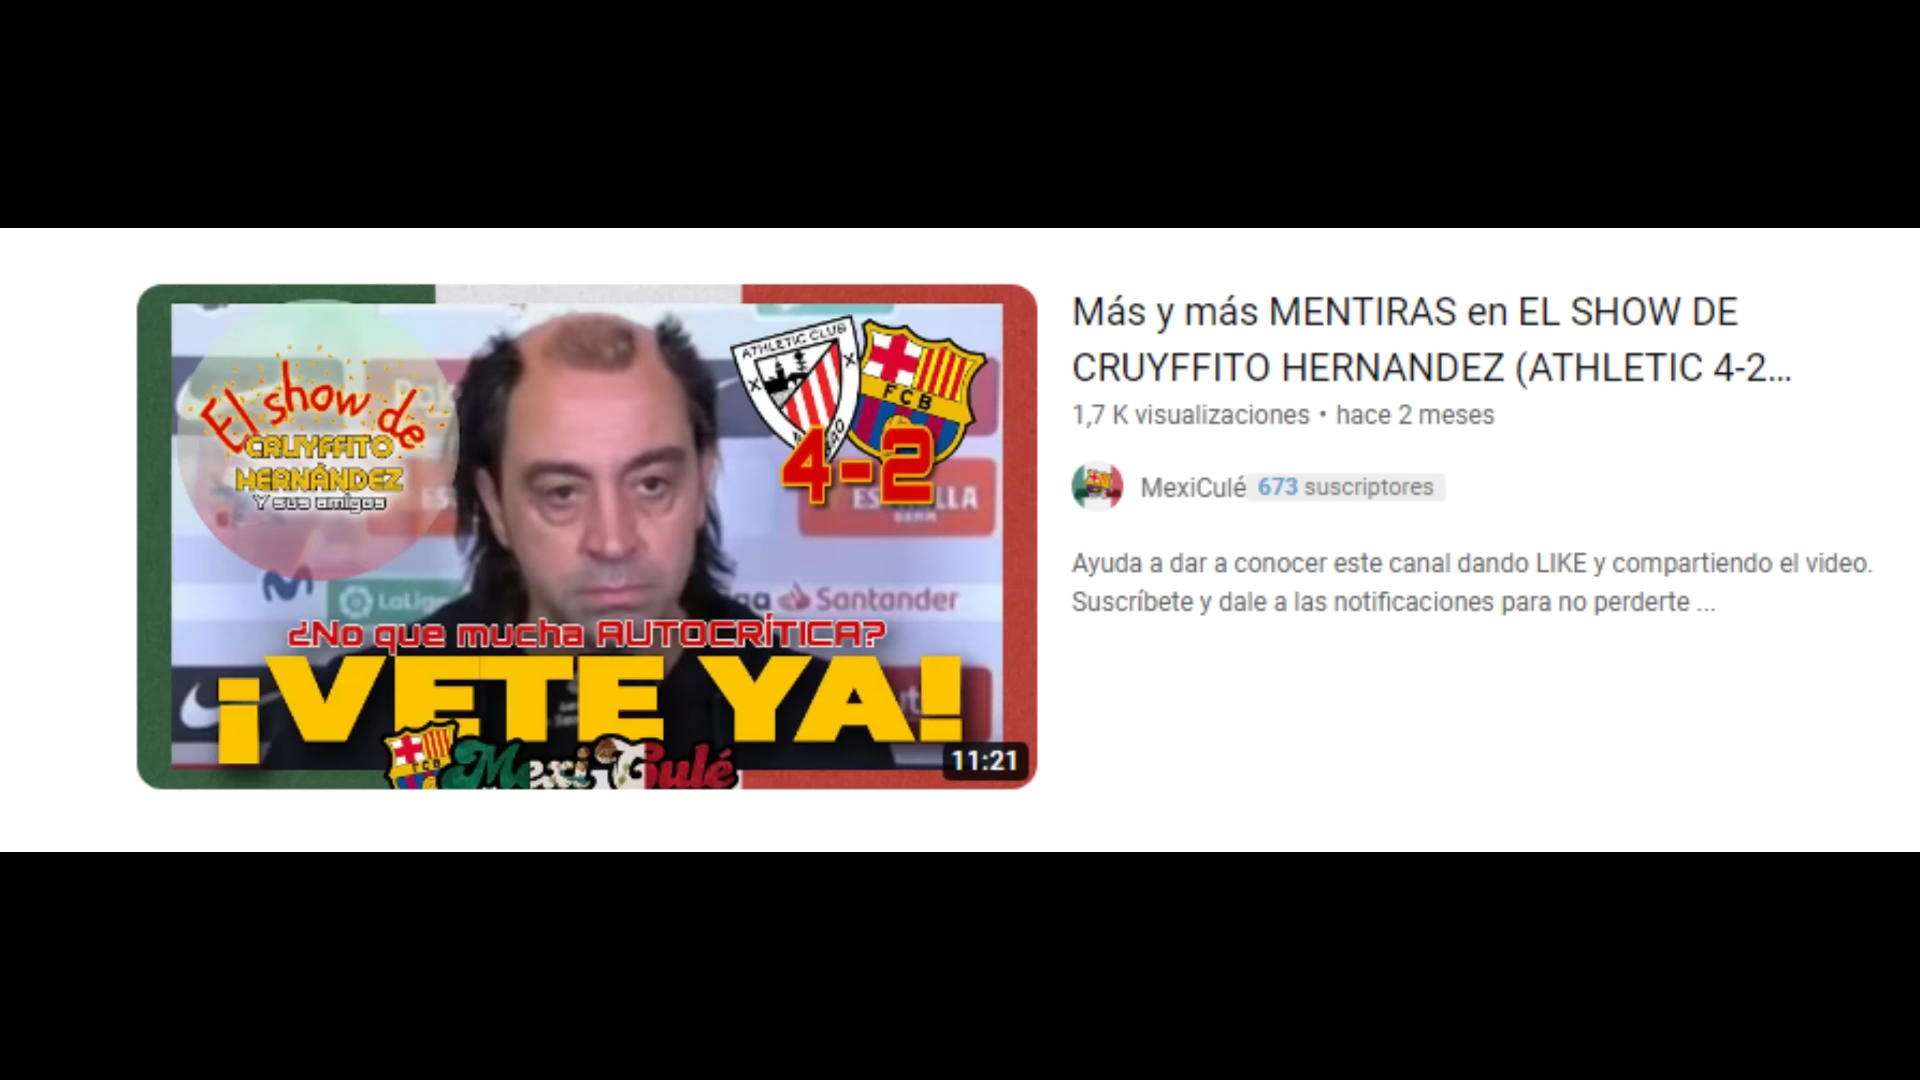 El show de
CRUYFFITO
HERNÁNDEZ
Y sus amigos
ATHLETIC CLUB
FCB
4-2
LaLiga
Santander
¿No que mucha AUTOCRÍTICA?
¡VETE YA!
FCB
MexiCulé
11:21
Más y más MENTIRAS en EL SHOW DE
CRUYFFITO HERNANDEZ (ATHLETIC 4-2...
1,7 K visualizaciones • hace 2 meses
MexiCulé 673 suscriptores
Ayuda a dar a conocer este canal dando LIKE y compartiendo el video.
Suscríbete y dale a las notificaciones para no perderte ...